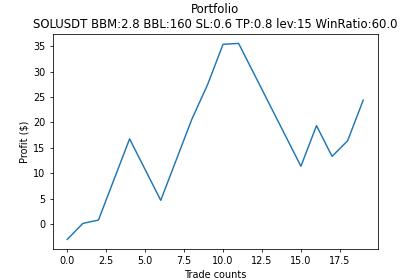 Portfolio
SOLUSDT BBM:2.8 BBL:160 SL:0.6 TP:0.8 lev:15 WinRatio:60.0
35
30
25
20
15
10
5
0
Profit ($)
0.0 2.5 5.0 7.5 10.0 12.5 15.0 17.5
Trade counts